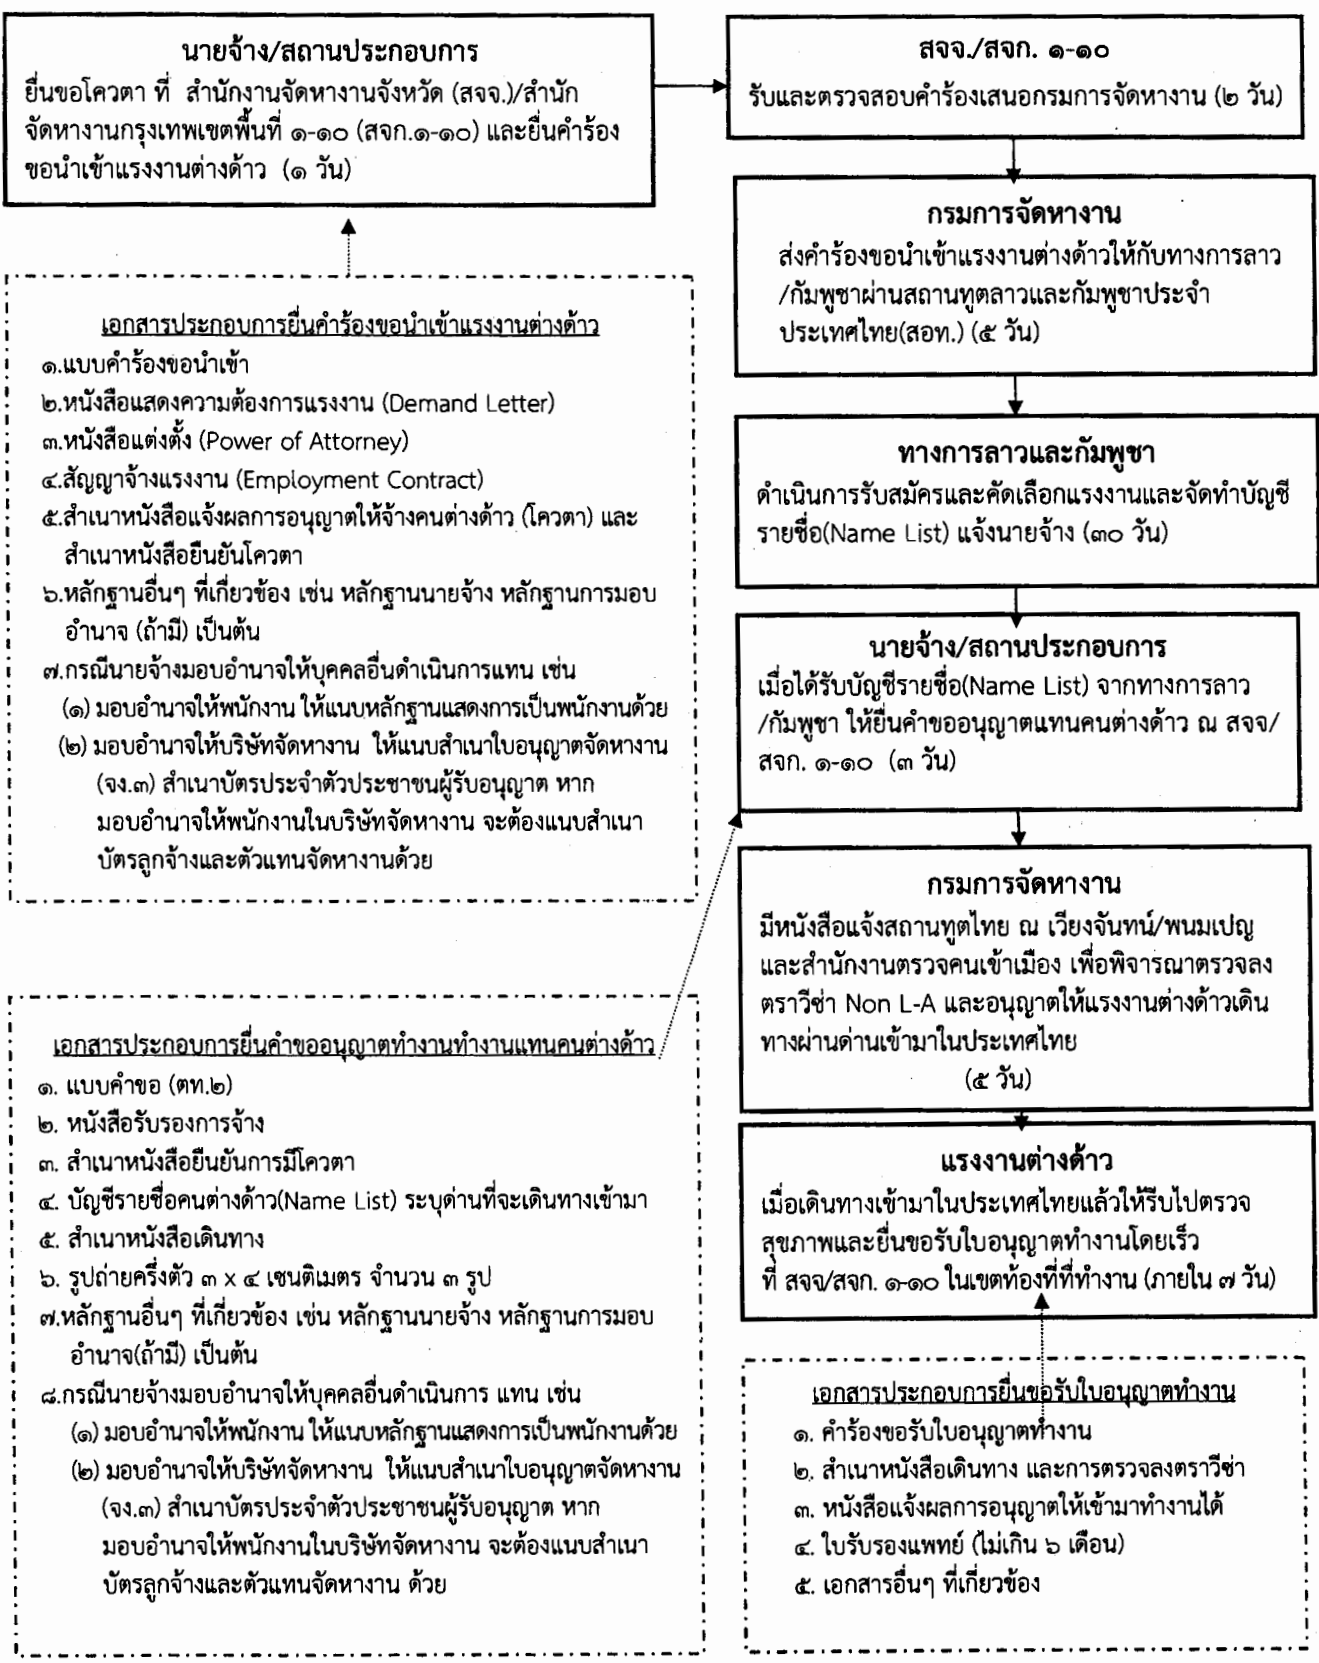 นายจ้าง/สถานประกอบการ
ยื่นขอโควตา ที่ สำนักงานจัดหางานจังหวัด (สจจ.)/สำนัก
จัดหางานกรุงเทพเขตพื้นที่ ๑-๑๐ (สจก.๑-๑๐) และยื่นคำร้อง
ขอนำเข้าแรงงานต่างด้าว (๑ วัน)
สจจ./สจก. ๑-๑๐
รับและตรวจสอบคำร้องเสนอกรมการจัดหางาน (๒ วัน)
กรมการจัดหางาน
ส่งคำร้องขอนำเข้าแรงงานต่างด้าวให้กับทางการลาว
/กัมพูชาผ่านสถานทูตลาวและกัมพูชาประจำ
ประเทศไทย(สอท.) (๕ วัน)
ทางการลาวและกัมพูชา
ดำเนินการรับสมัครและคัดเลือกแรงงานและจัดทำบัญชี
รายชื่อ(Name List) แจ้งนายจ้าง (๓๐ วัน)
นายจ้าง/สถานประกอบการ
เมื่อได้รับบัญชีรายชื่อ(Name List) จากทางการลาว
/กัมพูชา ให้ยื่นคำขออนุญาตแทนคนต่างด้าว ณ สจจ/
สจก. ๑-๑๐ (๓ วัน)
กรมการจัดหางาน
มีหนังสือแจ้งสถานทูตไทย ณ เวียงจันทน์/พนมเปญ
และสำนักงานตรวจคนเข้าเมือง เพื่อพิจารณาตรวจลง
ตราวีซ่า Non L-A และอนุญาตให้แรงงานต่างด้าวเดิน
ทางผ่านด่านเข้ามาในประเทศไทย
(๕ วัน)
แรงงานต่างด้าว
เมื่อเดินทางเข้ามาในประเทศไทยแล้วให้รีบไปตรวจ
สุขภาพและยื่นขอรับใบอนุญาตทำงานโดยเร็ว
ที่ สจจ/สจก. ๑-๑๐ ในเขตท้องที่ที่ทำงาน (ภายใน ๗ วัน)
เอกสารประกอบการยื่นคำร้องขอนำเข้าแรงงานต่างด้าว
๑.แบบคำร้องขอนำเข้า
๒.หนังสือแสดงความต้องการแรงงาน (Demand Letter)
๓.หนังสือแต่งตั้ง (Power of Attorney)
๔.สัญญาจ้างแรงงาน (Employment Contract)
๕.สำเนาหนังสือแจ้งผลการอนุญาตให้จ้างคนต่างด้าว (โควตา) และ
สำเนาหนังสือยืนยันโควตา
๖.หลักฐานอื่นๆ ที่เกี่ยวข้อง เช่น หลักฐานนายจ้าง หลักฐานการมอบ
อำนาจ (ถ้ามี) เป็นต้น
๗.กรณีนายจ้างมอบอำนาจให้บุคคลอื่นดำเนินการแทน เช่น
(๑) มอบอำนาจให้พนักงาน ให้แนบหลักฐานแสดงการเป็นพนักงานด้วย
(๒) มอบอำนาจให้บริษัทจัดหางาน ให้แนบสำเนาใบอนุญาตจัดหางาน
(จง.๓) สำเนาบัตรประจำตัวประชาชนผู้รับอนุญาต หาก
มอบอำนาจให้พนักงานในบริษัทจัดหางาน จะต้องแนบสำเนา
บัตรลูกจ้างและตัวแทนจัดหางานด้วย
เอกสารประกอบการยื่นคำขออนุญาตทำงานทำงานแทนคนต่างด้าว
๑. แบบคำขอ (ตท.๒)
๒. หนังสือรับรองการจ้าง
๓. สำเนาหนังสือยืนยันการมีโควตา
๔. บัญชีรายชื่อคนต่างด้าว(Name List) ระบุด่านที่จะเดินทางเข้ามา
๕. สำเนาหนังสือเดินทาง
๖. รูปถ่ายครึ่งตัว ๓ x ๔ เซนติเมตร จำนวน ๓ รูป
๗.หลักฐานอื่นๆ ที่เกี่ยวข้อง เช่น หลักฐานนายจ้าง หลักฐานการมอบ
อำนาจ(ถ้ามี) เป็นต้น
๘.กรณีนายจ้างมอบอำนาจให้บุคคลอื่นดำเนินการ แทน เช่น
(๑) มอบอำนาจให้พนักงาน ให้แนบหลักฐานแสดงการเป็นพนักงานด้วย
(๒) มอบอำนาจให้บริษัทจัดหางาน ให้แนบสำเนาใบอนุญาตจัดหางาน
(จง.๓) สำเนาบัตรประจำตัวประชาชนผู้รับอนุญาต หาก
มอบอำนาจให้พนักงานในบริษัทจัดหางาน จะต้องแนบสำเนา
บัตรลูกจ้างและตัวแทนจัดหางาน ด้วย
เอกสารประกอบการยื่นขอรับใบอนุญาตทำงาน
๑. คำร้องขอรับใบอนุญาตทำงาน
๒. สำเนาหนังสือเดินทาง และการตรวจลงตราวีซ่า
๓. หนังสือแจ้งผลการอนุญาตให้เข้ามาทำงานได้
๔. ใบรับรองแพทย์ (ไม่เกิน ๖ เดือน)
๕. เอกสารอื่นๆ ที่เกี่ยวข้อง